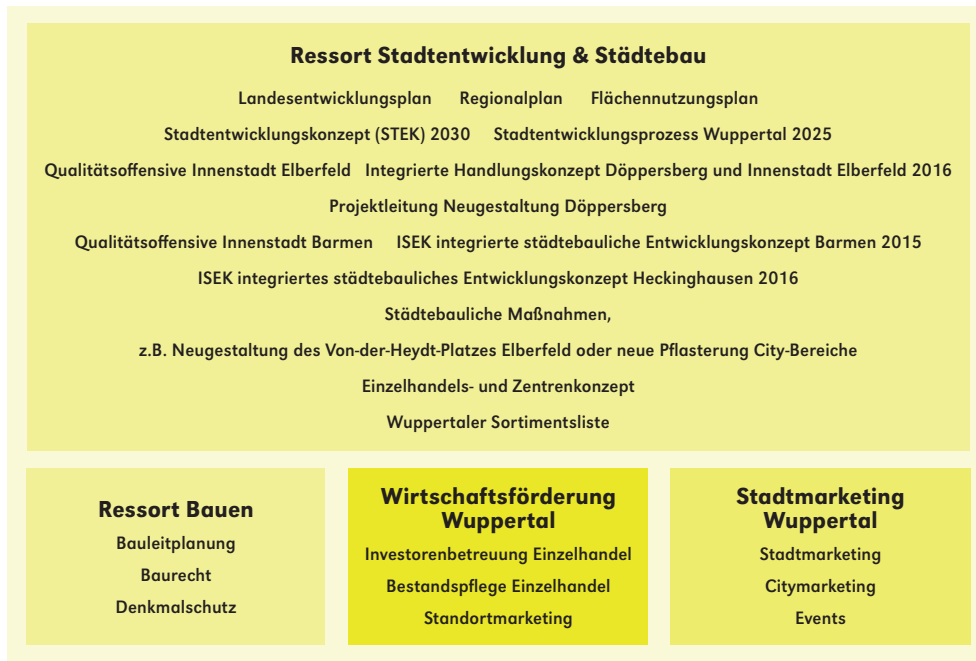 Ressort Stadtentwicklung & Städtebau
Landesentwicklungsplan Regionalplan Flächennutzungsplan
Stadtentwicklungskonzept (STEK) 2030 Stadtentwicklungsprozess Wuppertal 2025
Qualitätsoffensive Innenstadt Elberfeld Integrierte Handlungskonzept Döppersberg und Innenstadt Elberfeld 2016
Projektleitung Neugestaltung Döppersberg
Qualitätsoffensive Innenstadt Barmen ISEK integrierte städtebauliche Entwicklungskonzept Barmen 2015
ISEK integriertes städtebauliches Entwicklungskonzept Heckinghausen 2016
Städtebauliche Maßnahmen,
z.B. Neugestaltung des Von-der-Heydt-Platzes Elberfeld oder neue Pflasterung City-Bereiche
Einzelhandels- und Zentrenkonzept
Wuppertaler Sortimentsliste
Ressort Bauen
Bauleitplanung
Baurecht
Denkmalschutz
Wirtschaftsförderung
Wuppertal
Investorenbetreuung Einzelhandel
Bestandspflege Einzelhandel
Standortmarketing
Stadtmarketing
Wuppertal
Stadtmarketing
Citymarketing
Events